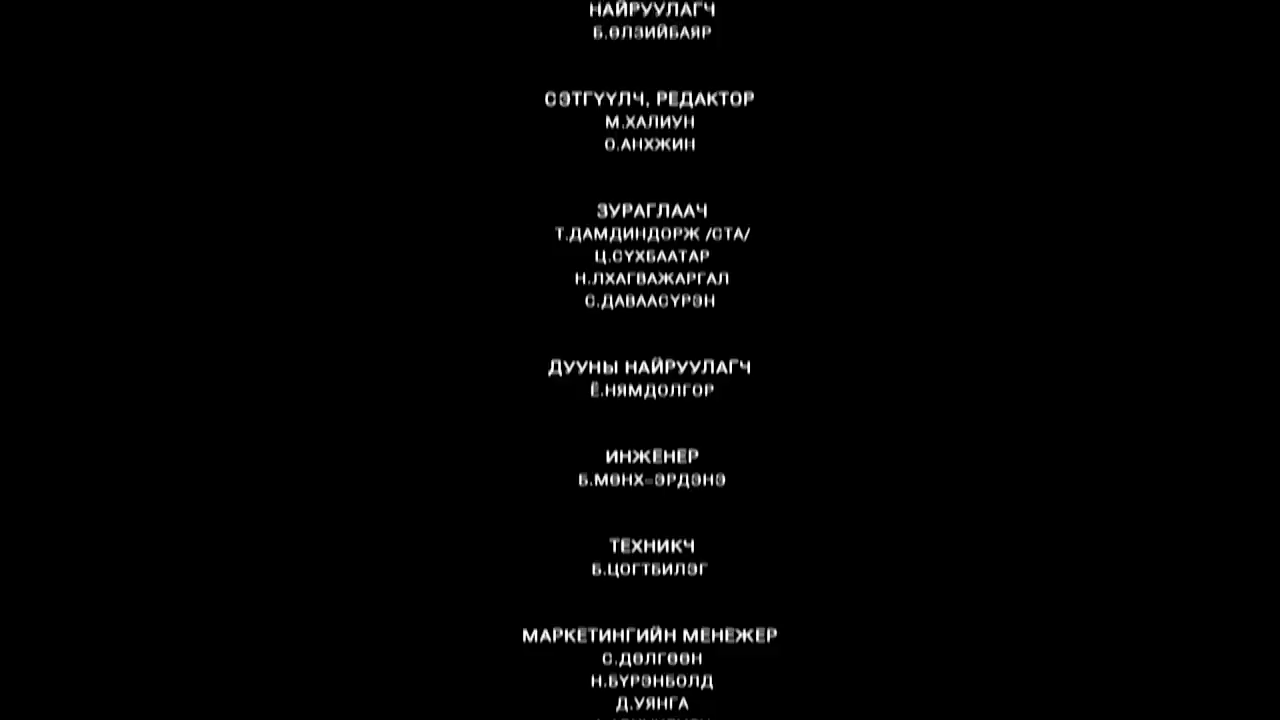 НАЙРУУЛАГЧ
Б.ӨЛЗИЙБАЯР
СЭТГҮҮЛЧ, РЕДАКТОР
М.ХАЛИУН
О.АНХЖИН
ЗУРАГЛААЧ
Т.ДАМДИНДОРЖ /СТА/
Ц.СҮХБААТАР
Н.ЛХАГВАЖАРГАЛ
С.ДАВААСҮРЭН
ДУУНЫ НАЙРУУЛАГЧ
Ё.НЯМДОЛГОР
ИНЖЕНЕР
Б.МӨНХ-ЭРДЭНЭ
ТЕХНИКЧ
Б.ЦОГТБИЛЭГ
МАРКЕТИНГИЙН МЕНЕЖЕР
С.ДӨЛГӨӨН
Н.БҮРЭНБОЛД
Д.УЯНГА